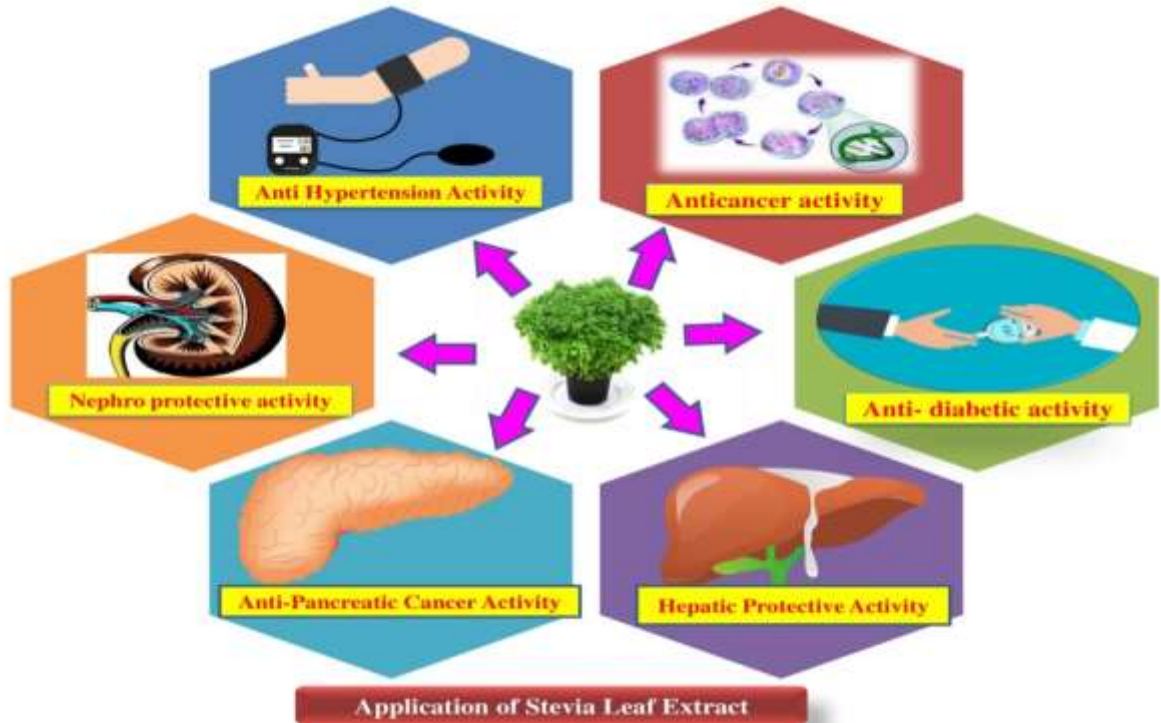 Anti Hypertension Activity
Anticancer activity
Nephro protective activity
Anti- diabetic activity
Anti-Pancreatic Cancer Activity
Hepatic Protective Activity
Application of Stevia Leaf Extract